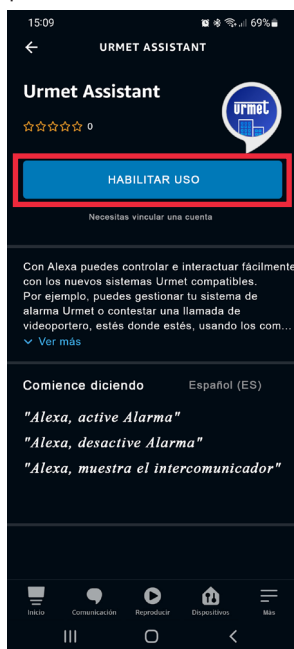 15:09 69%
URMET ASSISTANT
Urmet Assistant
urmet
0
HABILITAR USO
Necesitas vincular una cuenta
Con Alexa puedes controlar e interactuar fácilmente
con los nuevos sistemas Urmet compatibles.
Por ejemplo, puedes gestionar tu sistema de
alarma Urmet o contestar una llamada de
videoportero, estés donde estés, usando los com...
Ver más
Comience diciendo Español (ES)
"Alexa, active Alarma"
"Alexa, desactive Alarma"
"Alexa, muestra el intercomunicador"
Inicio Comunicación Reproducir Dispositivos Más